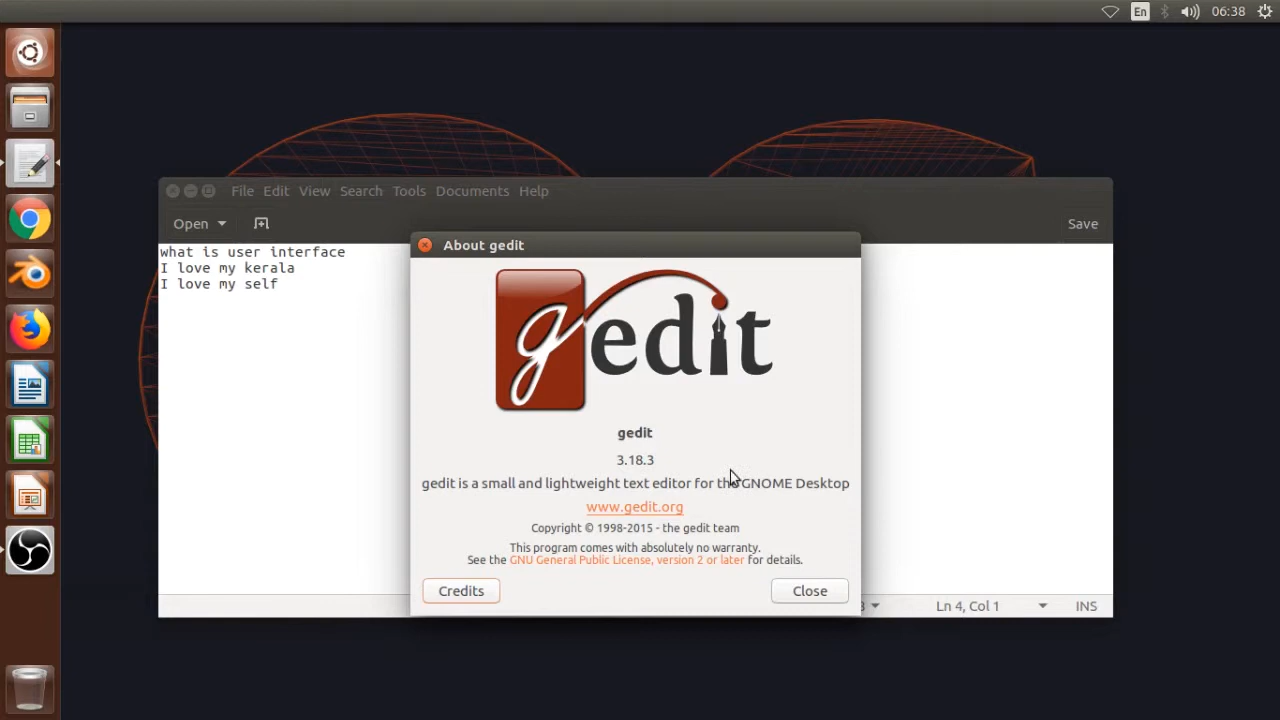 En 06:38
File Edit View Search Tools Documents Help
Open Save
what is user interface
I love my kerala
I love my self
About gedit
gedit
gedit
3.18.3
gedit is a small and lightweight text editor for the GNOME Desktop
www.gedit.org
Copyright © 1998-2015 - the gedit team
This program comes with absolutely no warranty.
See the GNU General Public License, version 2 or later for details.
Credits Close
Ln 4, Col 1 INS